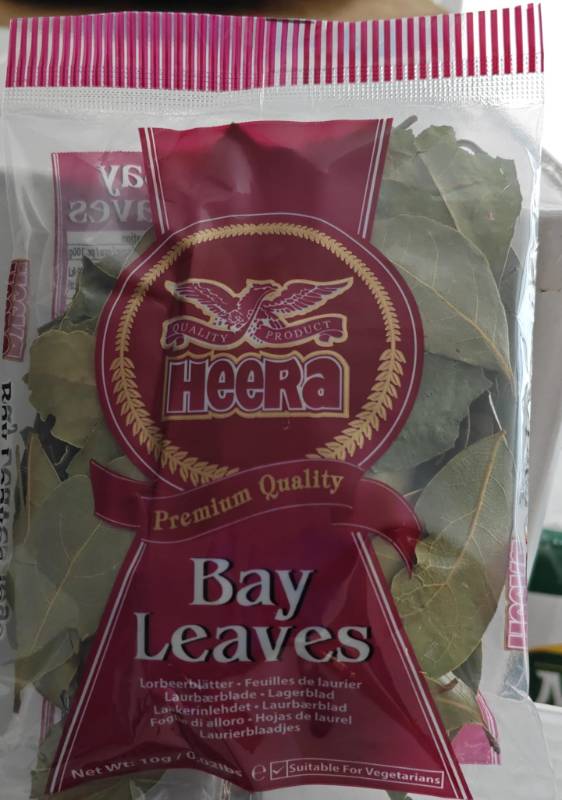 QUALITY PRODUCT
HEERa
Premium Quality
Bay
Leaves
Lorbeerblätter • Feuilles de laurier
Laurbærblade • Lagerblad
Laakerinlehdet • Laurbærblad
Foglie di alloro • Hojas de laurel
Laurierblaadjes
Net Wt: 10g / 0.02lbs e Suitable For Vegetarians